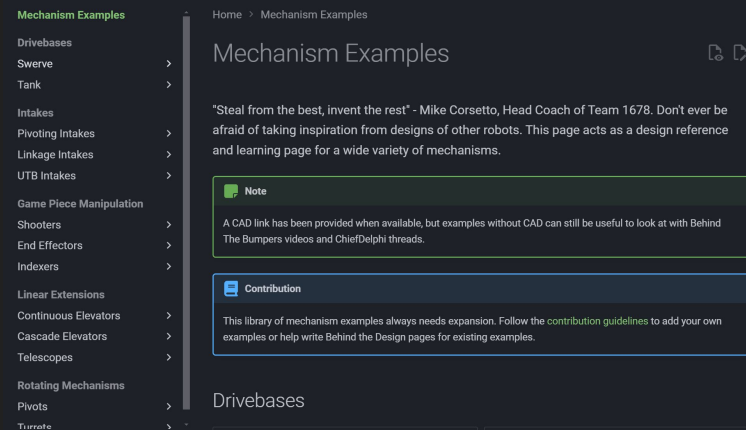 Mechanism Examples
Drivebases
Swerve
Tank
Intakes
Pivoting Intakes
Linkage Intakes
UTB Intakes
Game Piece Manipulation
Shooters
End Effectors
Indexers
Linear Extensions
Continuous Elevators
Cascade Elevators
Telescopes
Rotating Mechanisms
Pivots
Turrets
Home > Mechanism Examples
Mechanism Examples
"Steal from the best, invent the rest" - Mike Corsetto, Head Coach of Team 1678. Don't ever be
afraid of taking inspiration from designs of other robots. This page acts as a design reference
and learning page for a wide variety of mechanisms.
Note
A CAD link has been provided when available, but examples without CAD can still be useful to look at with Behind
The Bumpers videos and ChiefDelphi threads.
Contribution
This library of mechanism examples always needs expansion. Follow the contribution guidelines to add your own
examples or help write Behind the Design pages for existing examples.
Drivebases